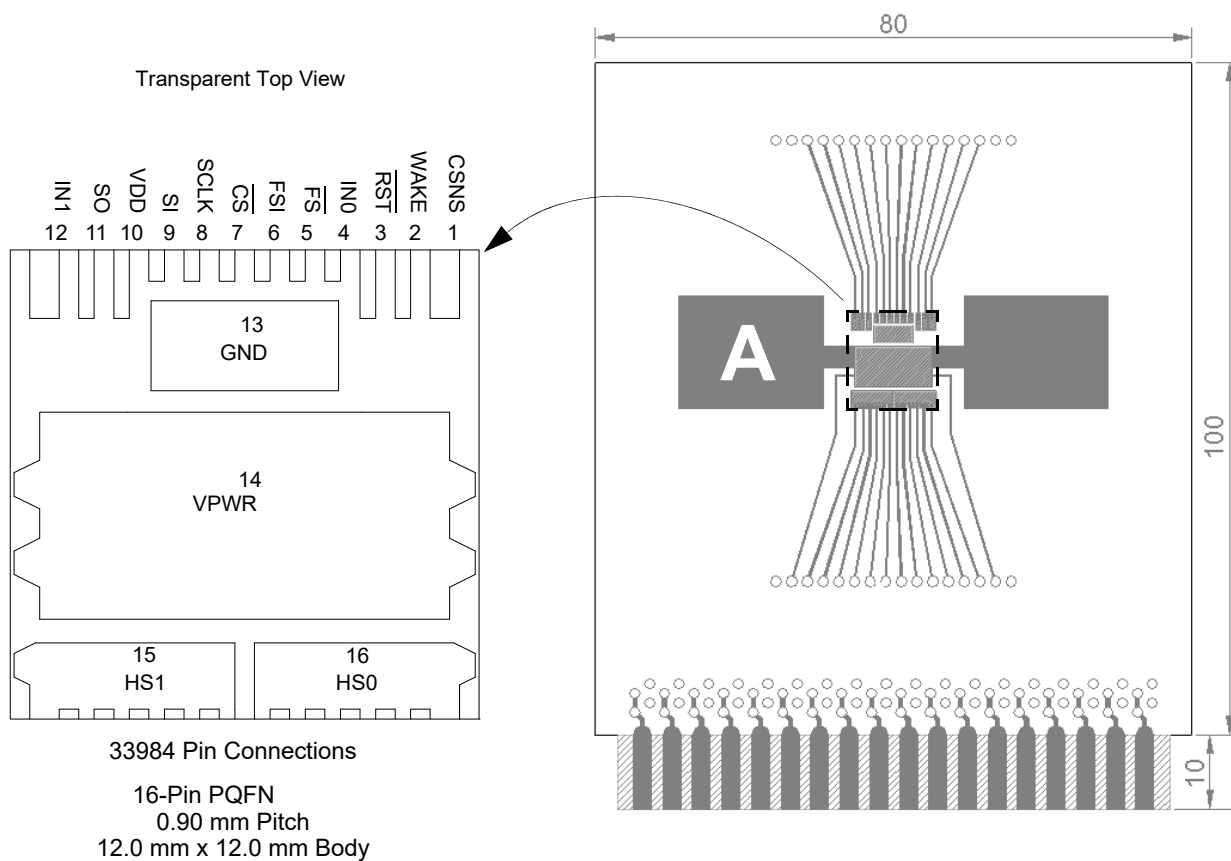 Transparent Top View
IN1
SO
VDD
SI
SCLK
CS
FSI
FS
IN0
RST
WAKE
CSNS
12 11 10 9 8 7 6 5 4 3 2 1
13
GND
14
VPWR
15
HS1
16
HS0
33984 Pin Connections
16-Pin PQFN
0.90 mm Pitch
12.0 mm x 12.0 mm Body
80
A
100
10